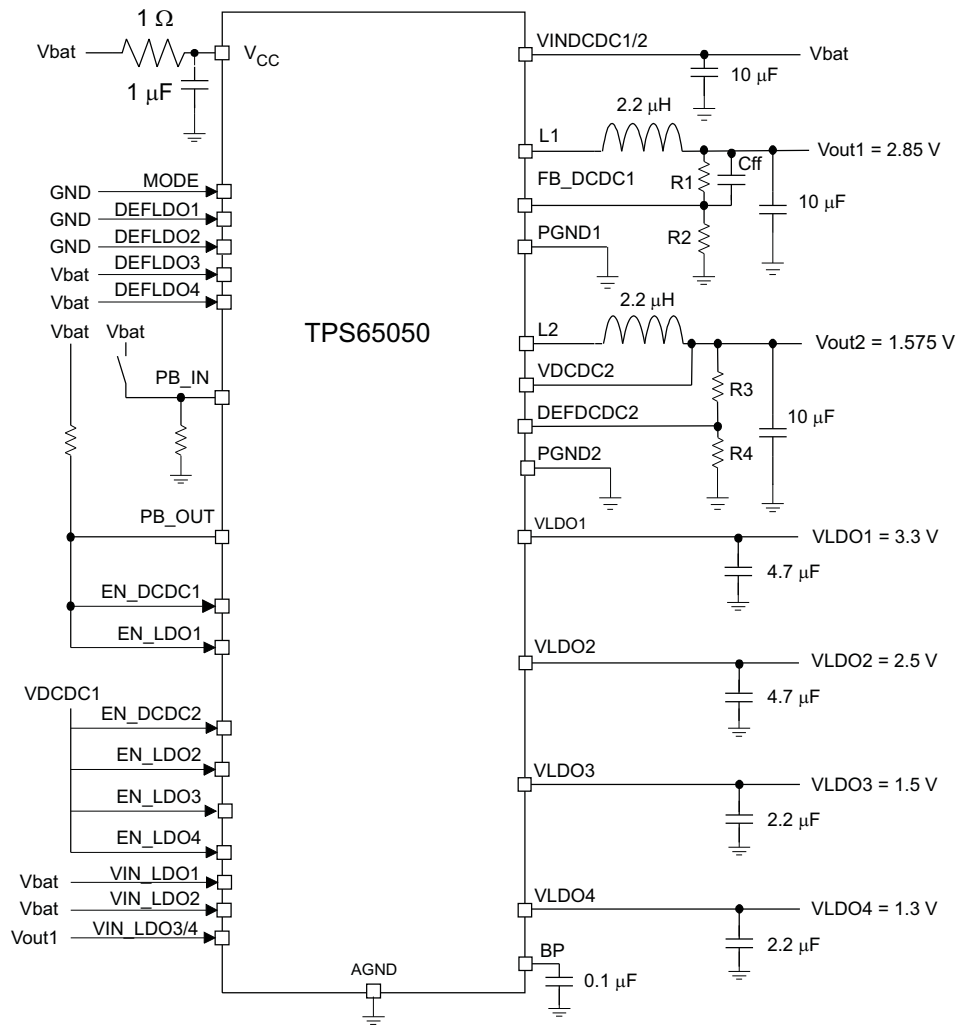 1 Ω
Vbat
V_CC
1 μF
GND MODE
GND DEFLDO1
GND DEFLDO2
Vbat DEFLDO3
Vbat DEFLDO4
Vbat
Vbat
PB_IN
PB_OUT
EN_DCDC1
EN_LDO1
VDCDC1
EN_DCDC2
EN_LDO2
EN_LDO3
EN_LDO4
Vbat VIN_LDO1
Vbat VIN_LDO2
Vout1 VIN_LDO3/4
TPS65050
AGND
VINDCDC1/2
Vbat
10 μF
2.2 μH
L1
Vout1 = 2.85 V
Cff
FB_DCDC1
R1
10 μF
R2
PGND1
2.2 μH
L2
Vout2 = 1.575 V
VDCDC2
R3
DEFDCDC2
10 μF
R4
PGND2
VLDO1
VLDO1 = 3.3 V
4.7 μF
VLDO2
VLDO2 = 2.5 V
4.7 μF
VLDO3
VLDO3 = 1.5 V
2.2 μF
VLDO4
VLDO4 = 1.3 V
2.2 μF
BP
0.1 μF